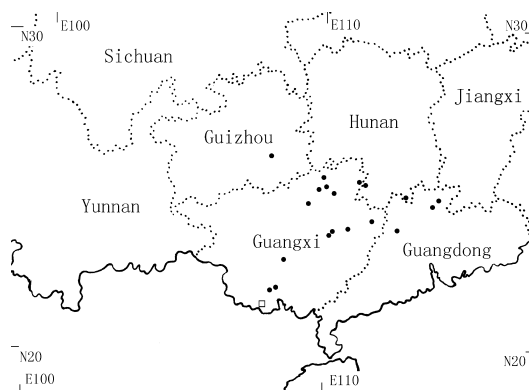 N30
E100
E110
N30
Sichuan
Jiangxi
Guizhou
Hunan
Yunnan
Guangxi
Guangdong
N20
E100
E110
N20